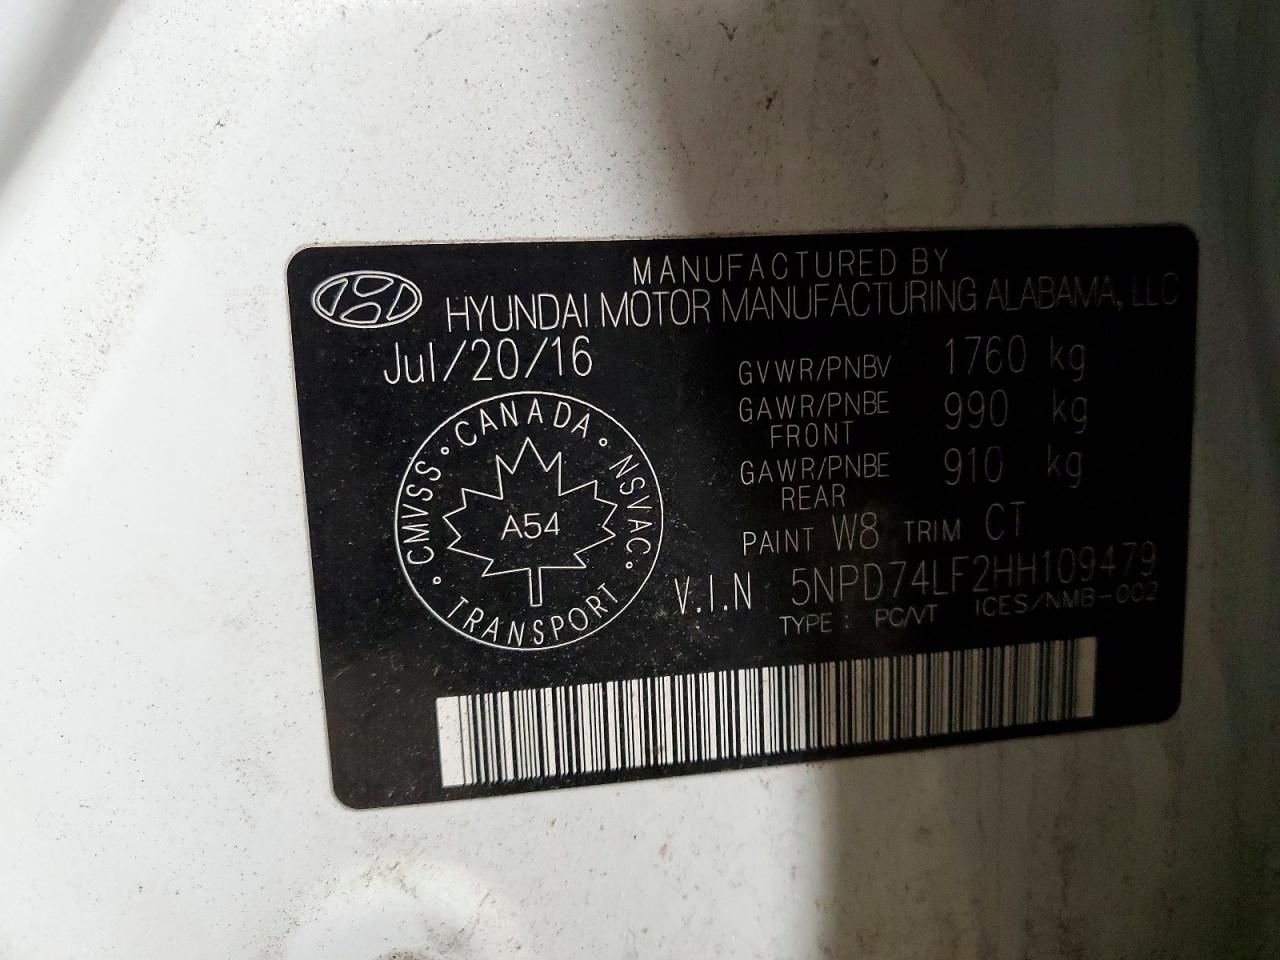 MANUFACTURED BY
HYUNDAI MOTOR MANUFACTURING ALABAMA, LLC
Jul/20/16
GVWR/PNBV 1760 kg
GAWR/PNBE FRONT 990 kg
GAWR/PNBE REAR 910 kg
PAINT W8 TRIM CT
V.I.N 5NPD74LF2HH109479
TYPE : PC/VT ICES/NMB-002
CMVSS · CANADA · NSVAC · TRANSPORT ·
A54